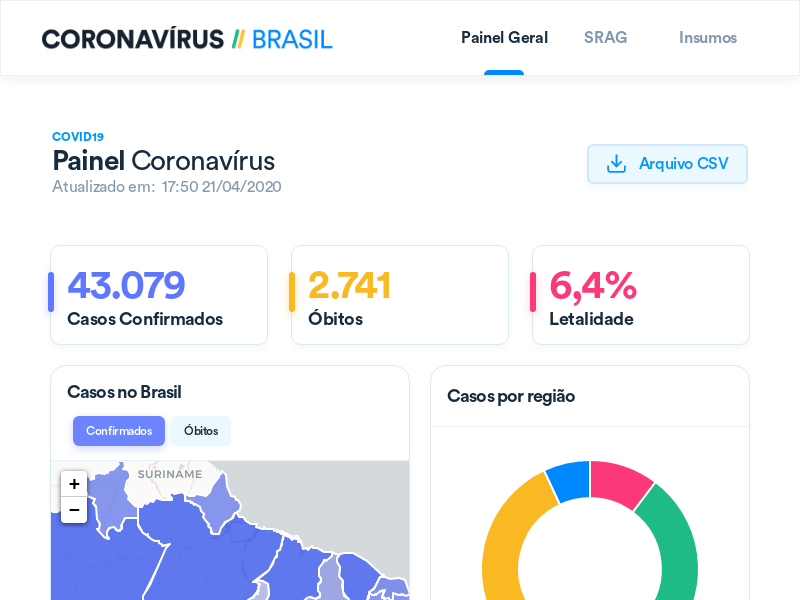 CORONAVÍRUS // BRASIL
Painel Geral
SRAG
Insumos
COVID19
Painel Coronavírus
Atualizado em: 17:50 21/04/2020
Arquivo CSV
43.079
Casos Confirmados
2.741
Óbitos
6,4%
Letalidade
Casos no Brasil
Confirmados
Óbitos
+
−
SURINAME
Casos por região